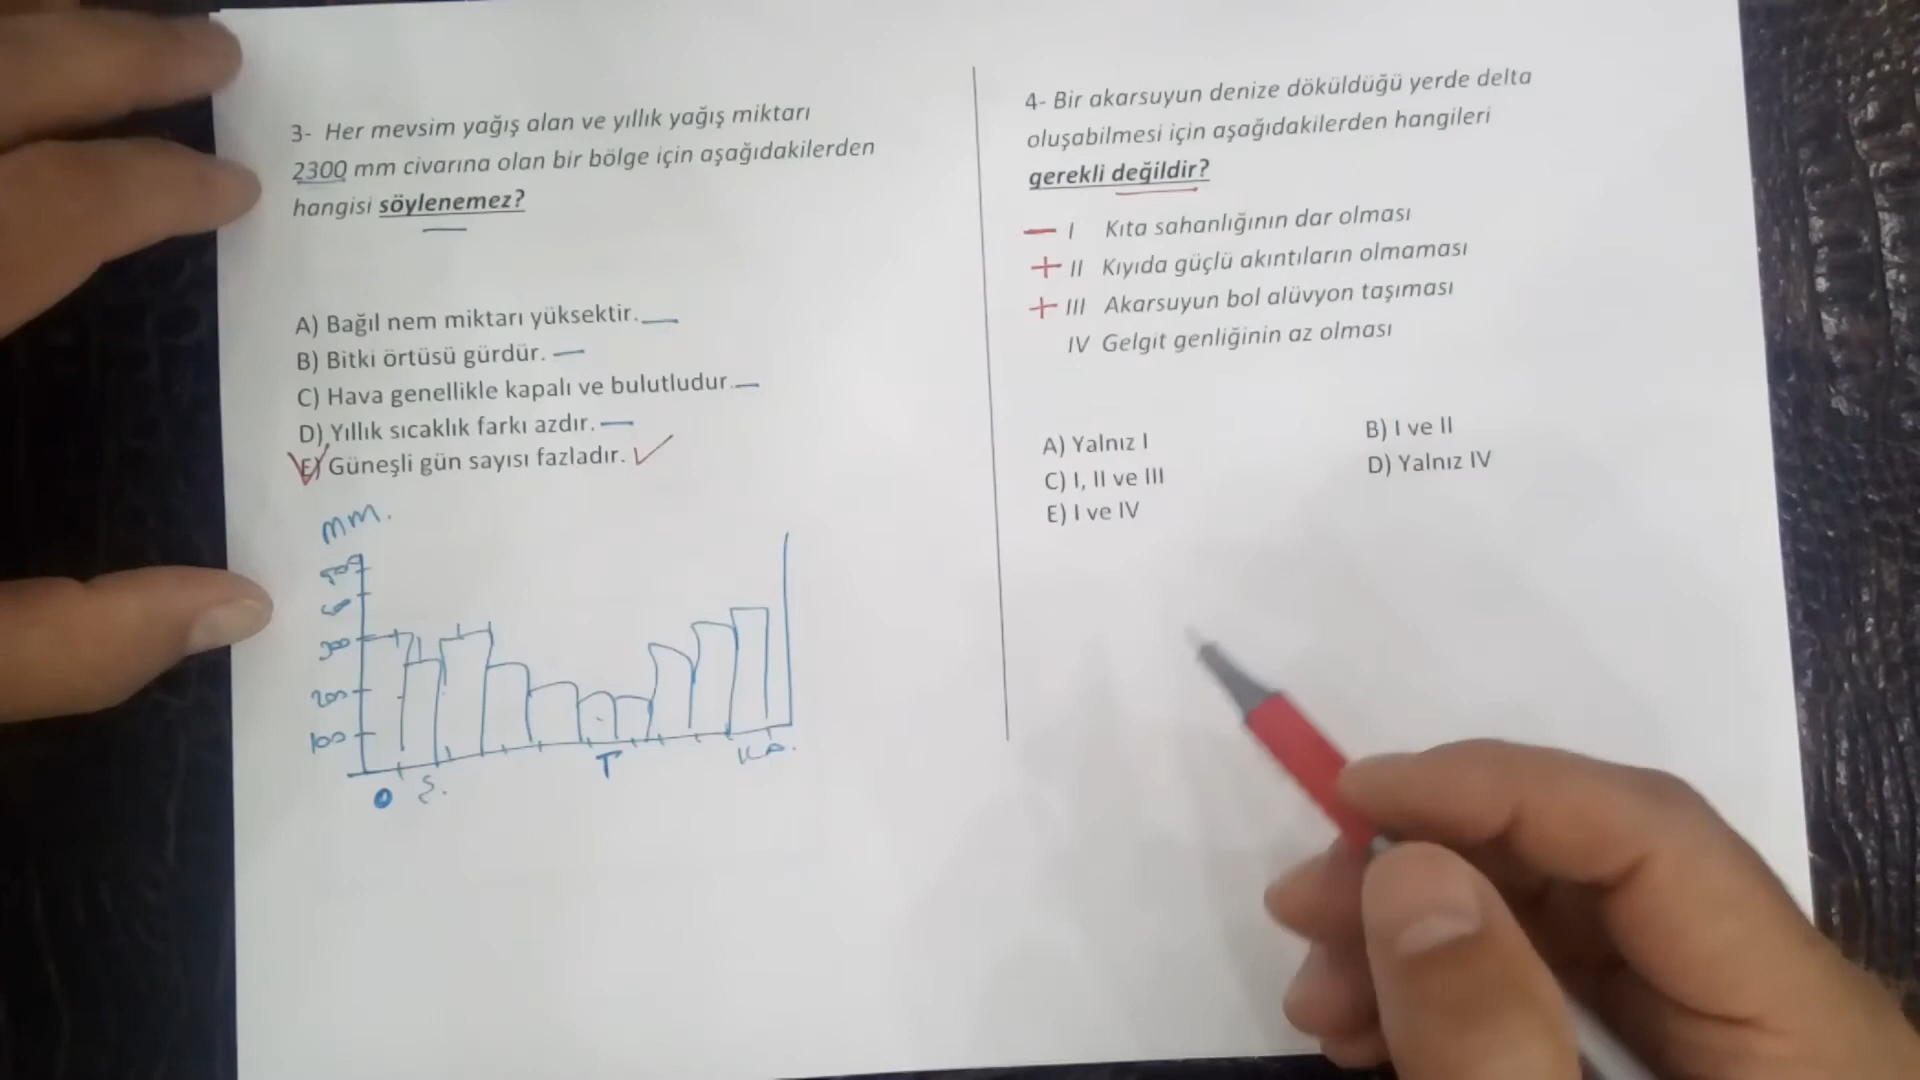 3- Her mevsim yağış alan ve yıllık yağış miktarı
2300 mm civarına olan bir bölge için aşağıdakilerden
hangisi söylenemez?
A) Bağıl nem miktarı yüksektir.
B) Bitki örtüsü gürdür.
C) Hava genellikle kapalı ve bulutludur.
D) Yıllık sıcaklık farkı azdır.
E) Güneşli gün sayısı fazladır.
mm.
300
200
100
O Ş.
T
4- Bir akarsuyun denize döküldüğü yerde delta
oluşabilmesi için aşağıdakilerden hangileri
gerekli değildir?
— I Kıta sahanlığının dar olması
+ II Kıyıda güçlü akıntıların olmaması
+ III Akarsuyun bol alüvyon taşıması
IV Gelgit genliğinin az olması
A) Yalnız I
B) I ve II
C) I, II ve III
D) Yalnız IV
E) I ve IV